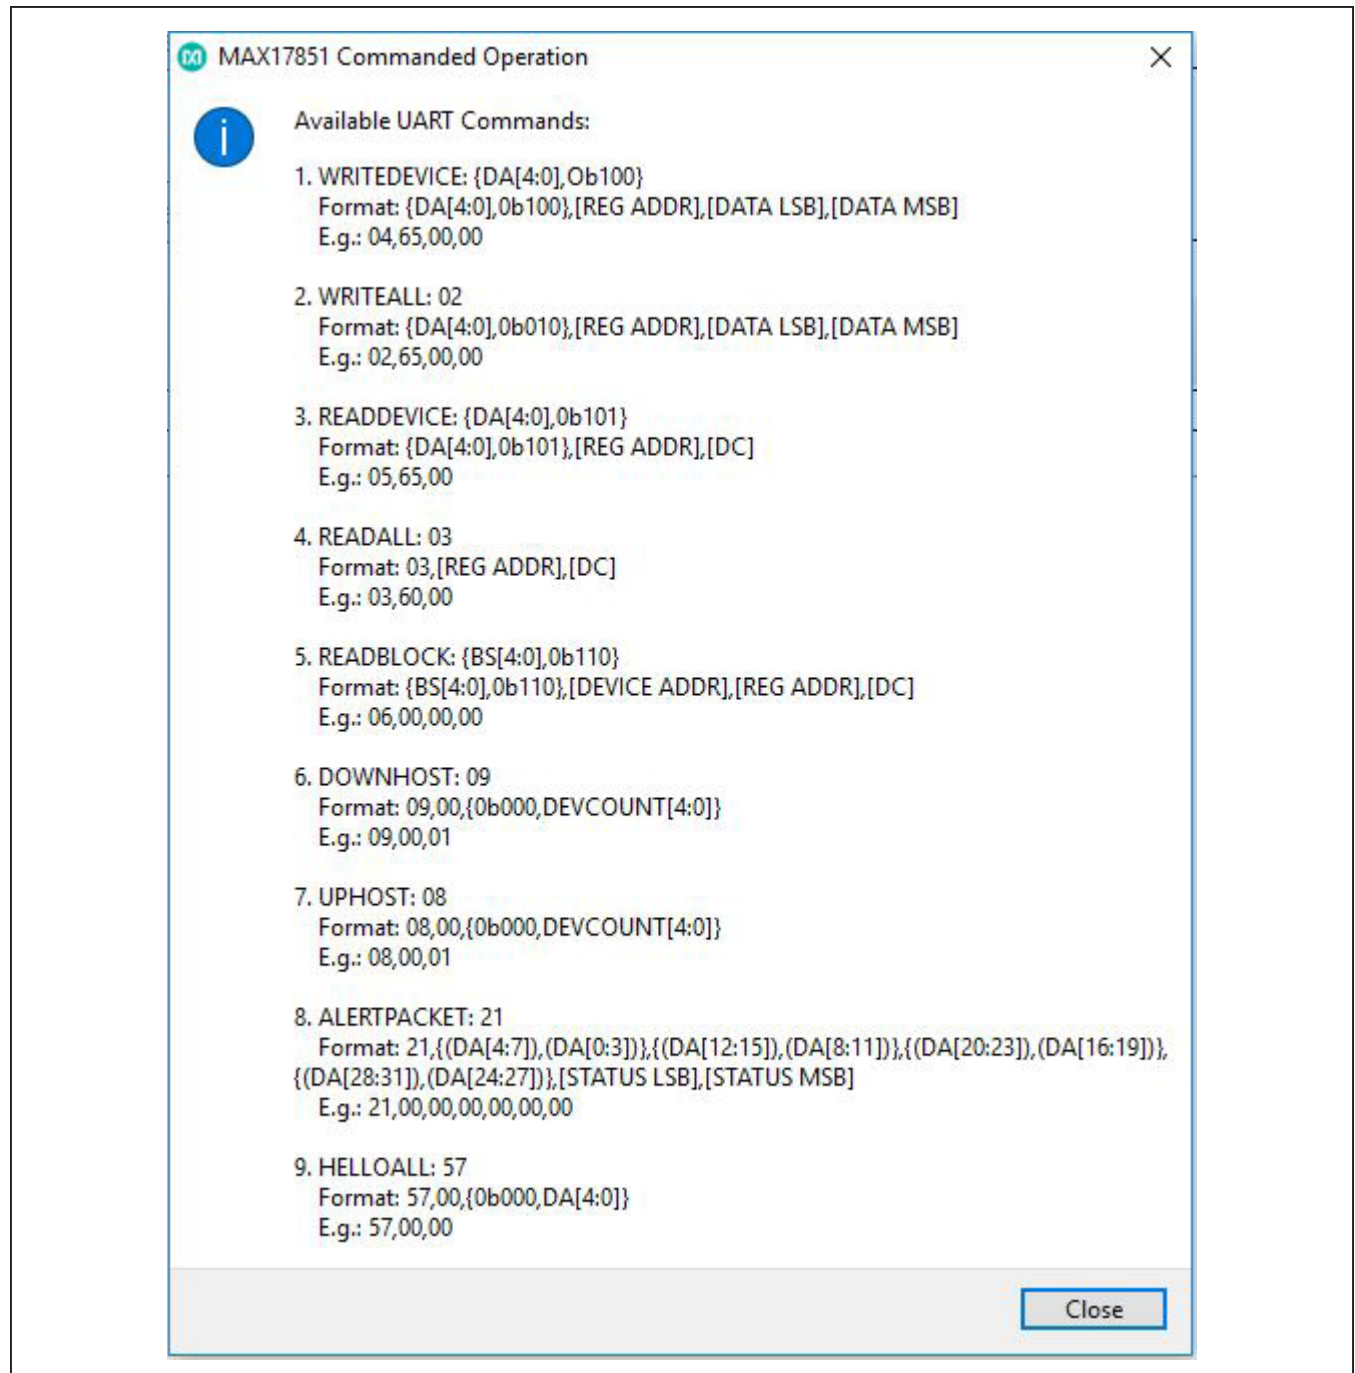 MAX17851 Commanded Operation
Available UART Commands:
1. WRITEDEVICE: {DA[4:0],Ob100}
Format: {DA[4:0],0b100},[REG ADDR],[DATA LSB],[DATA MSB]
E.g.: 04,65,00,00
2. WRITEALL: 02
Format: {DA[4:0],0b010},[REG ADDR],[DATA LSB],[DATA MSB]
E.g.: 02,65,00,00
3. READDEVICE: {DA[4:0],0b101}
Format: {DA[4:0],0b101},[REG ADDR],[DC]
E.g.: 05,65,00
4. READALL: 03
Format: 03,[REG ADDR],[DC]
E.g.: 03,60,00
5. READBLOCK: {BS[4:0],0b110}
Format: {BS[4:0],0b110},[DEVICE ADDR],[REG ADDR],[DC]
E.g.: 06,00,00,00
6. DOWNHOST: 09
Format: 09,00,{0b000,DEVCOUNT[4:0]}
E.g.: 09,00,01
7. UPHOST: 08
Format: 08,00,{0b000,DEVCOUNT[4:0]}
E.g.: 08,00,01
8. ALERTPACKET: 21
Format: 21,{(DA[4:7]),(DA[0:3])},{(DA[12:15]),(DA[8:11])},{(DA[20:23]),(DA[16:19])},
{(DA[28:31]),(DA[24:27])},[STATUS LSB],[STATUS MSB]
E.g.: 21,00,00,00,00,00,00
9. HELLOALL: 57
Format: 57,00,{0b000,DA[4:0]}
E.g.: 57,00,00
Close